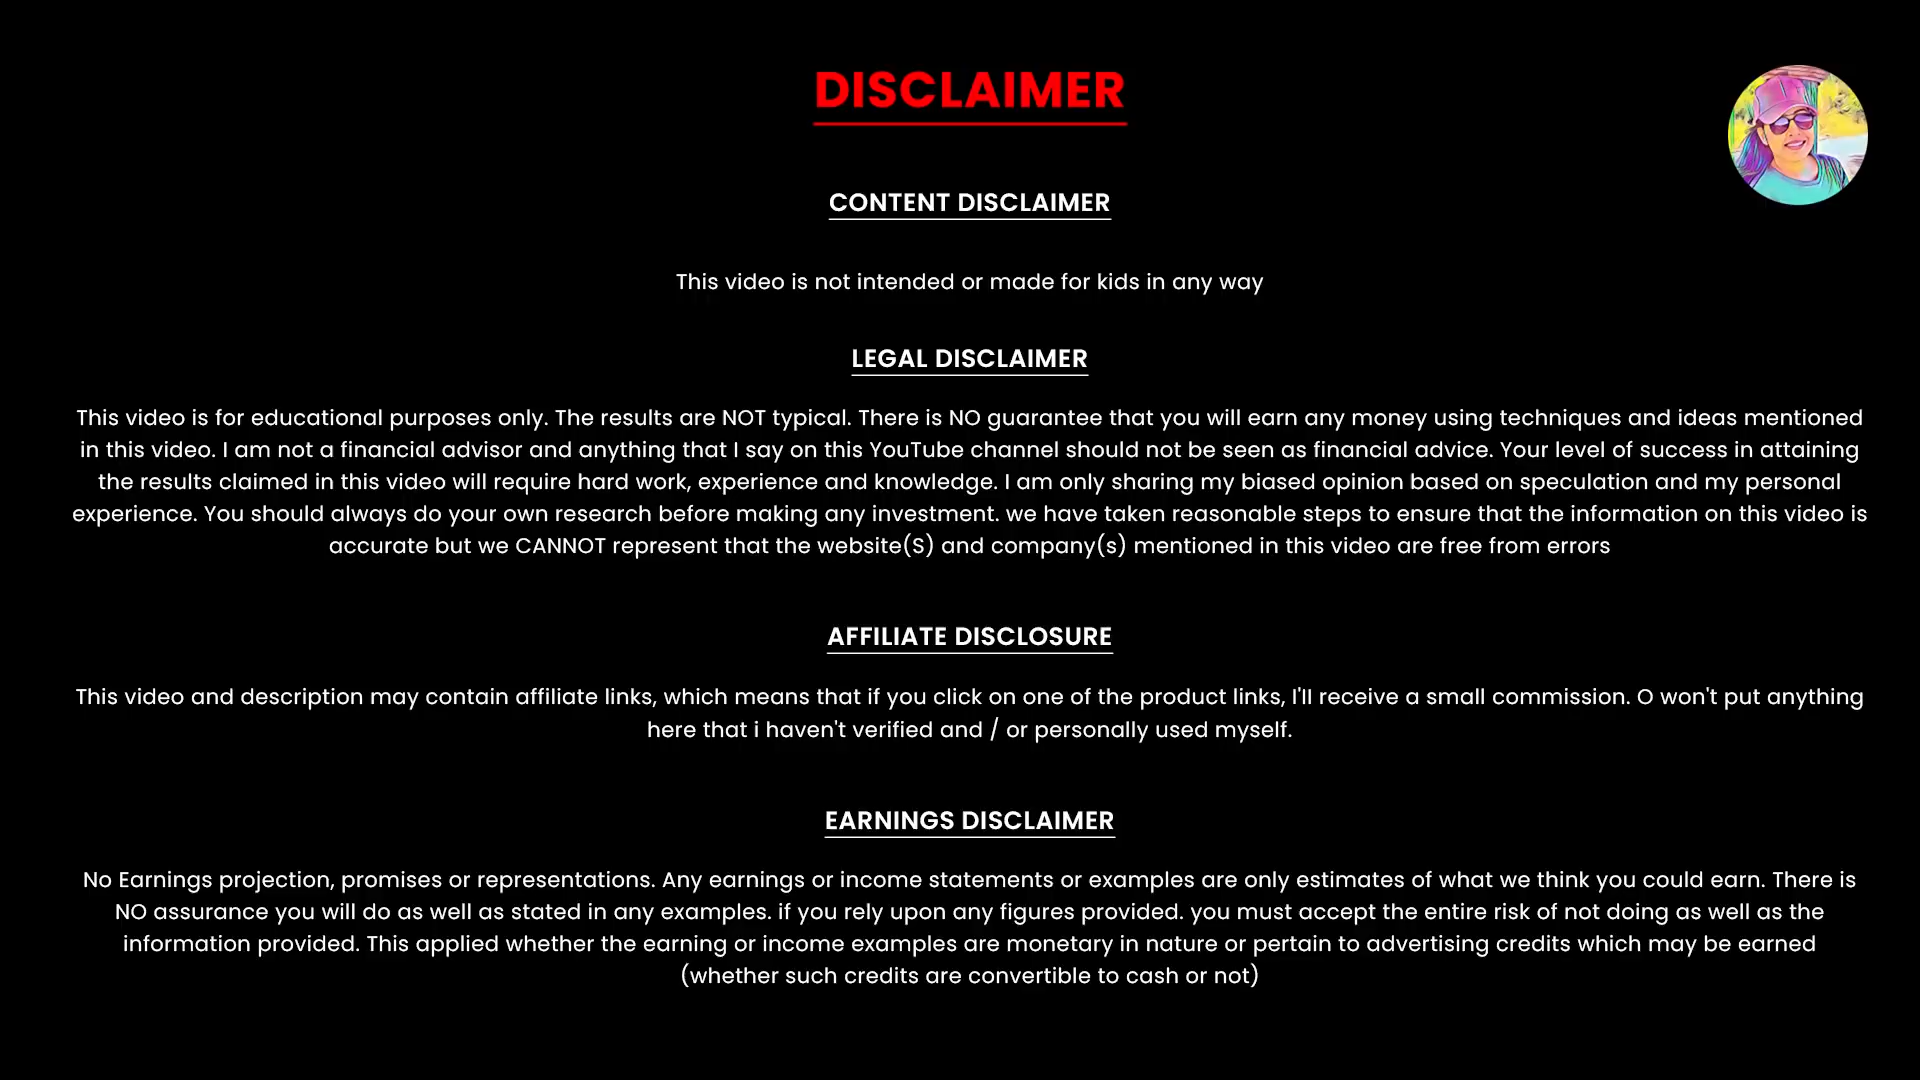 DISCLAIMER
CONTENT DISCLAIMER
This video is not intended or made for kids in any way
LEGAL DISCLAIMER
This video is for educational purposes only. The results are NOT typical. There is NO guarantee that you will earn any money using techniques and ideas mentioned
in this video. I am not a financial advisor and anything that I say on this YouTube channel should not be seen as financial advice. Your level of success in attaining
the results claimed in this video will require hard work, experience and knowledge. I am only sharing my biased opinion based on speculation and my personal
experience. You should always do your own research before making any investment. we have taken reasonable steps to ensure that the information on this video is
accurate but we CANNOT represent that the website(S) and company(s) mentioned in this video are free from errors
AFFILIATE DISCLOSURE
This video and description may contain affiliate links, which means that if you click on one of the product links, I'II receive a small commission. O won't put anything
here that i haven't verified and / or personally used myself.
EARNINGS DISCLAIMER
No Earnings projection, promises or representations. Any earnings or income statements or examples are only estimates of what we think you could earn. There is
NO assurance you will do as well as stated in any examples. if you rely upon any figures provided. you must accept the entire risk of not doing as well as the
information provided. This applied whether the earning or income examples are monetary in nature or pertain to advertising credits which may be earned
(whether such credits are convertible to cash or not)